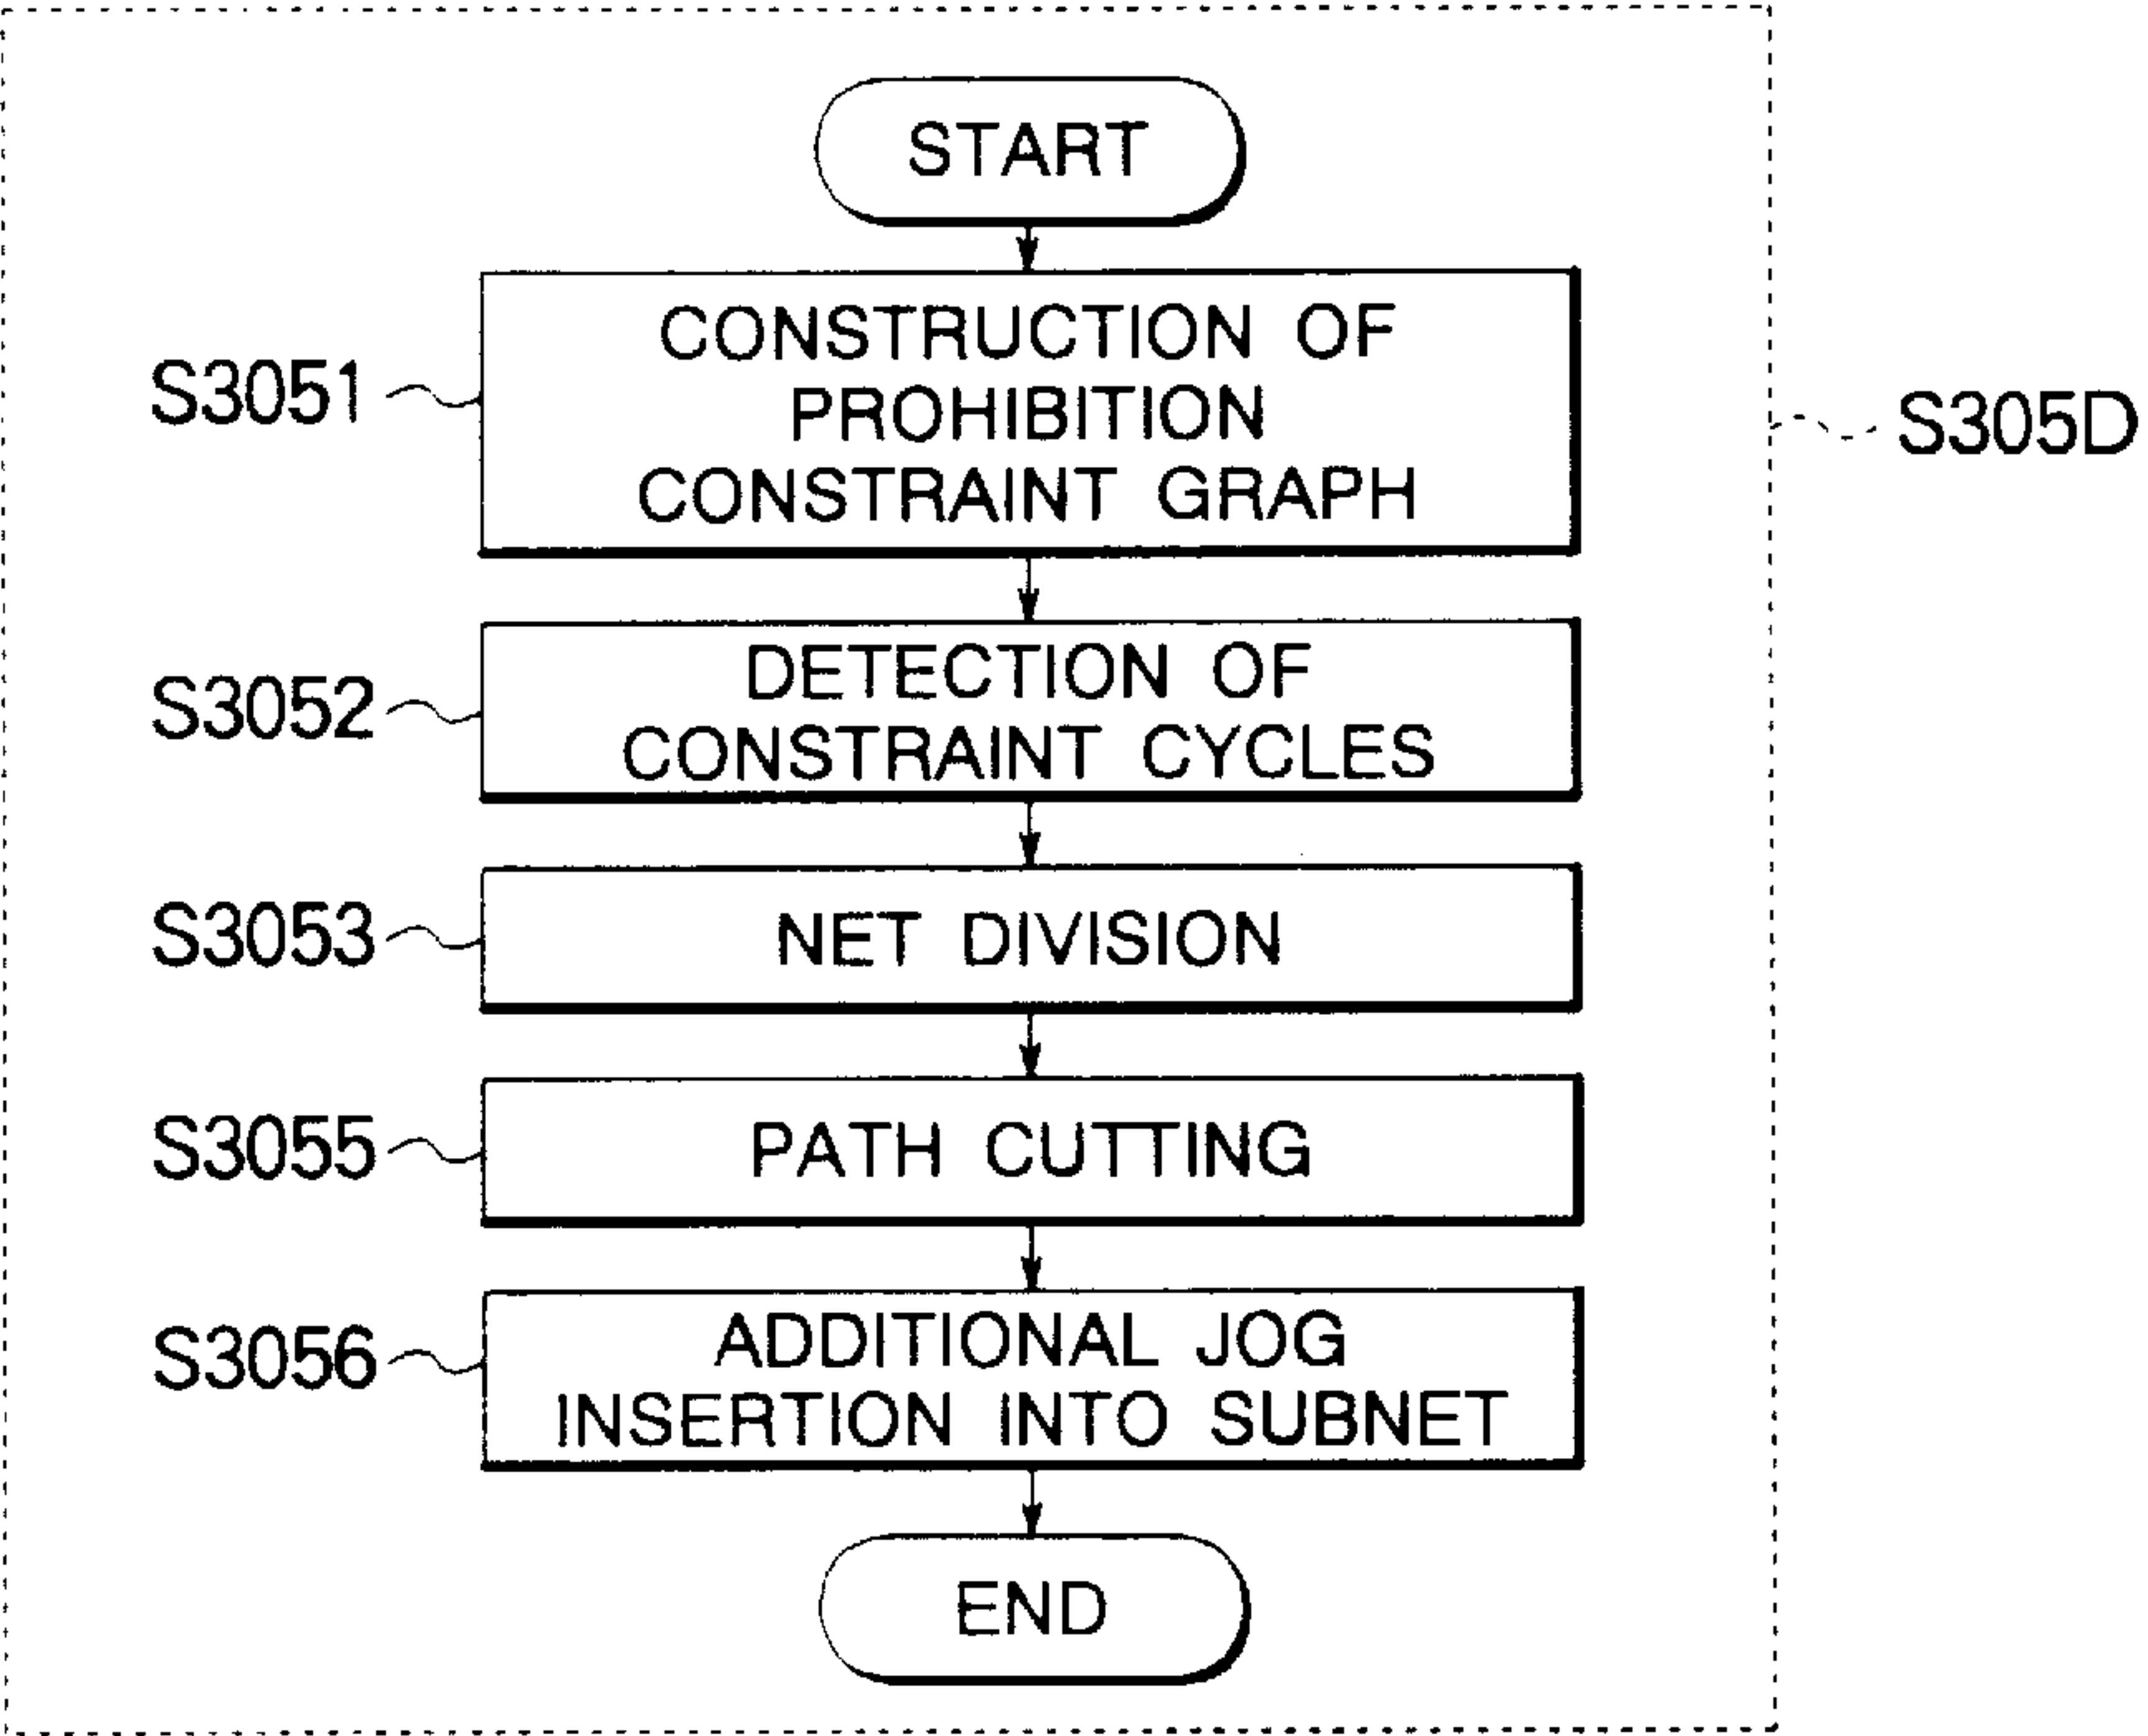 START
S3051
CONSTRUCTION OF
PROHIBITION
CONSTRAINT GRAPH
S305D
S3052
DETECTION OF
CONSTRAINT CYCLES
S3053
NET DIVISION
S3055
PATH CUTTING
S3056
ADDITIONAL JOG
INSERTION INTO SUBNET
END